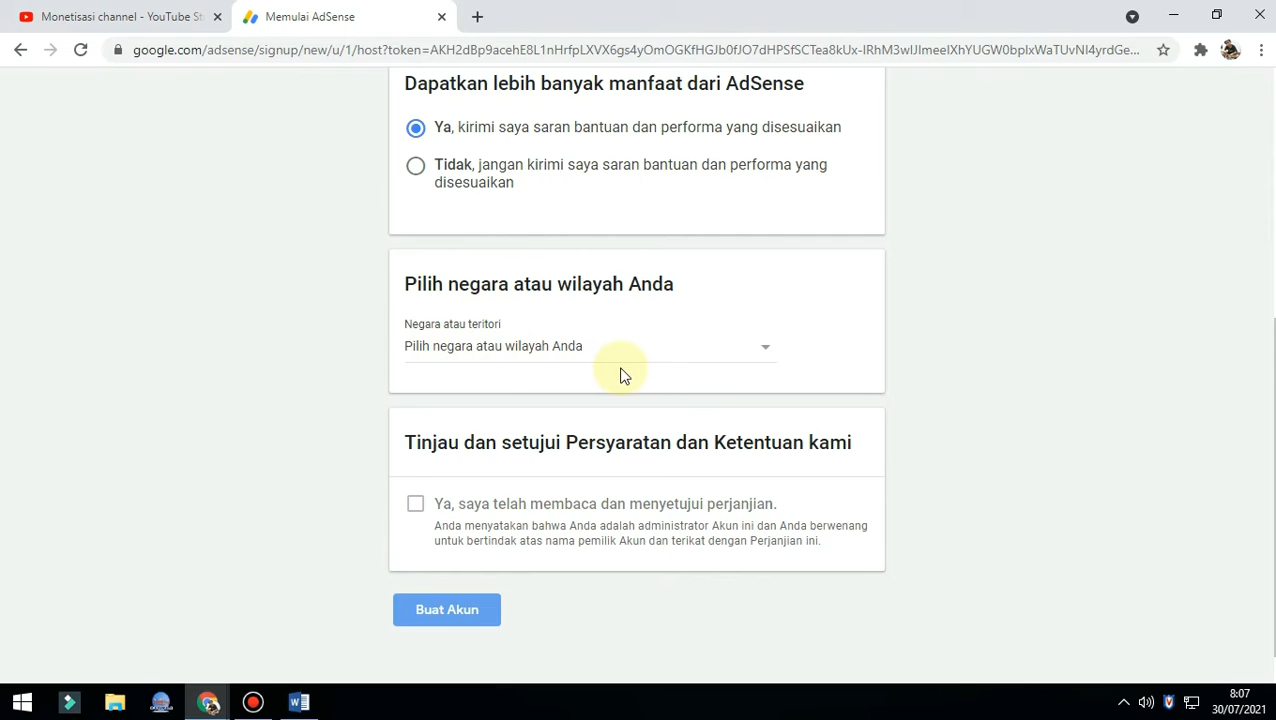 Monetisasi channel - YouTube St
Memulai AdSense
google.com/adsense/signup/new/u/1/host?token=
Dapatkan lebih banyak manfaat dari AdSense
Ya, kirimi saya saran bantuan dan performa yang disesuaikan
Tidak, jangan kirimi saya saran bantuan dan performa yang
disesuaikan
Pilih negara atau wilayah Anda
Negara atau teritori
Pilih negara atau wilayah Anda
Tinjau dan setujui Persyaratan dan Ketentuan kami
Ya, saya telah membaca dan menyetujui perjanjian.
Anda menyatakan bahwa Anda adalah administrator Akun ini dan Anda berwenang
untuk bertindak atas nama pemilik Akun dan terikat dengan Perjanjian ini.
Buat Akun
8:07
30/07/2021